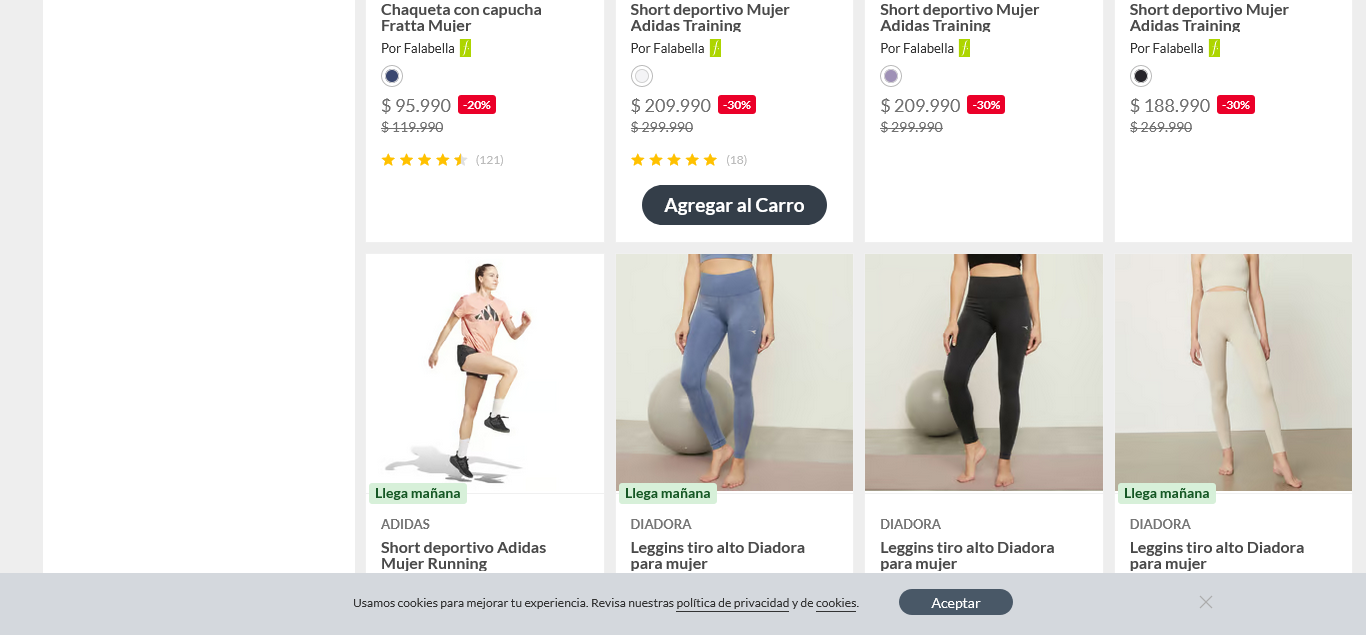 Chaqueta con capucha
Fratta Mujer
Por Falabella
$ 95.990 -20%
$ 119.990
(121)
Short deportivo Mujer
Adidas Training
Por Falabella
$ 209.990 -30%
$ 299.990
(18)
Agregar al Carro
Short deportivo Mujer
Adidas Training
Por Falabella
$ 209.990 -30%
$ 299.990
Short deportivo Mujer
Adidas Training
Por Falabella
$ 188.990 -30%
$ 269.990
Llega mañana
ADIDAS
Short deportivo Adidas
Mujer Running
Llega mañana
DIADORA
Leggins tiro alto Diadora
para mujer
DIADORA
Leggins tiro alto Diadora
para mujer
Llega mañana
DIADORA
Leggins tiro alto Diadora
para mujer
Usamos cookies para mejorar tu experiencia. Revisa nuestras política de privacidad y de cookies.
Aceptar